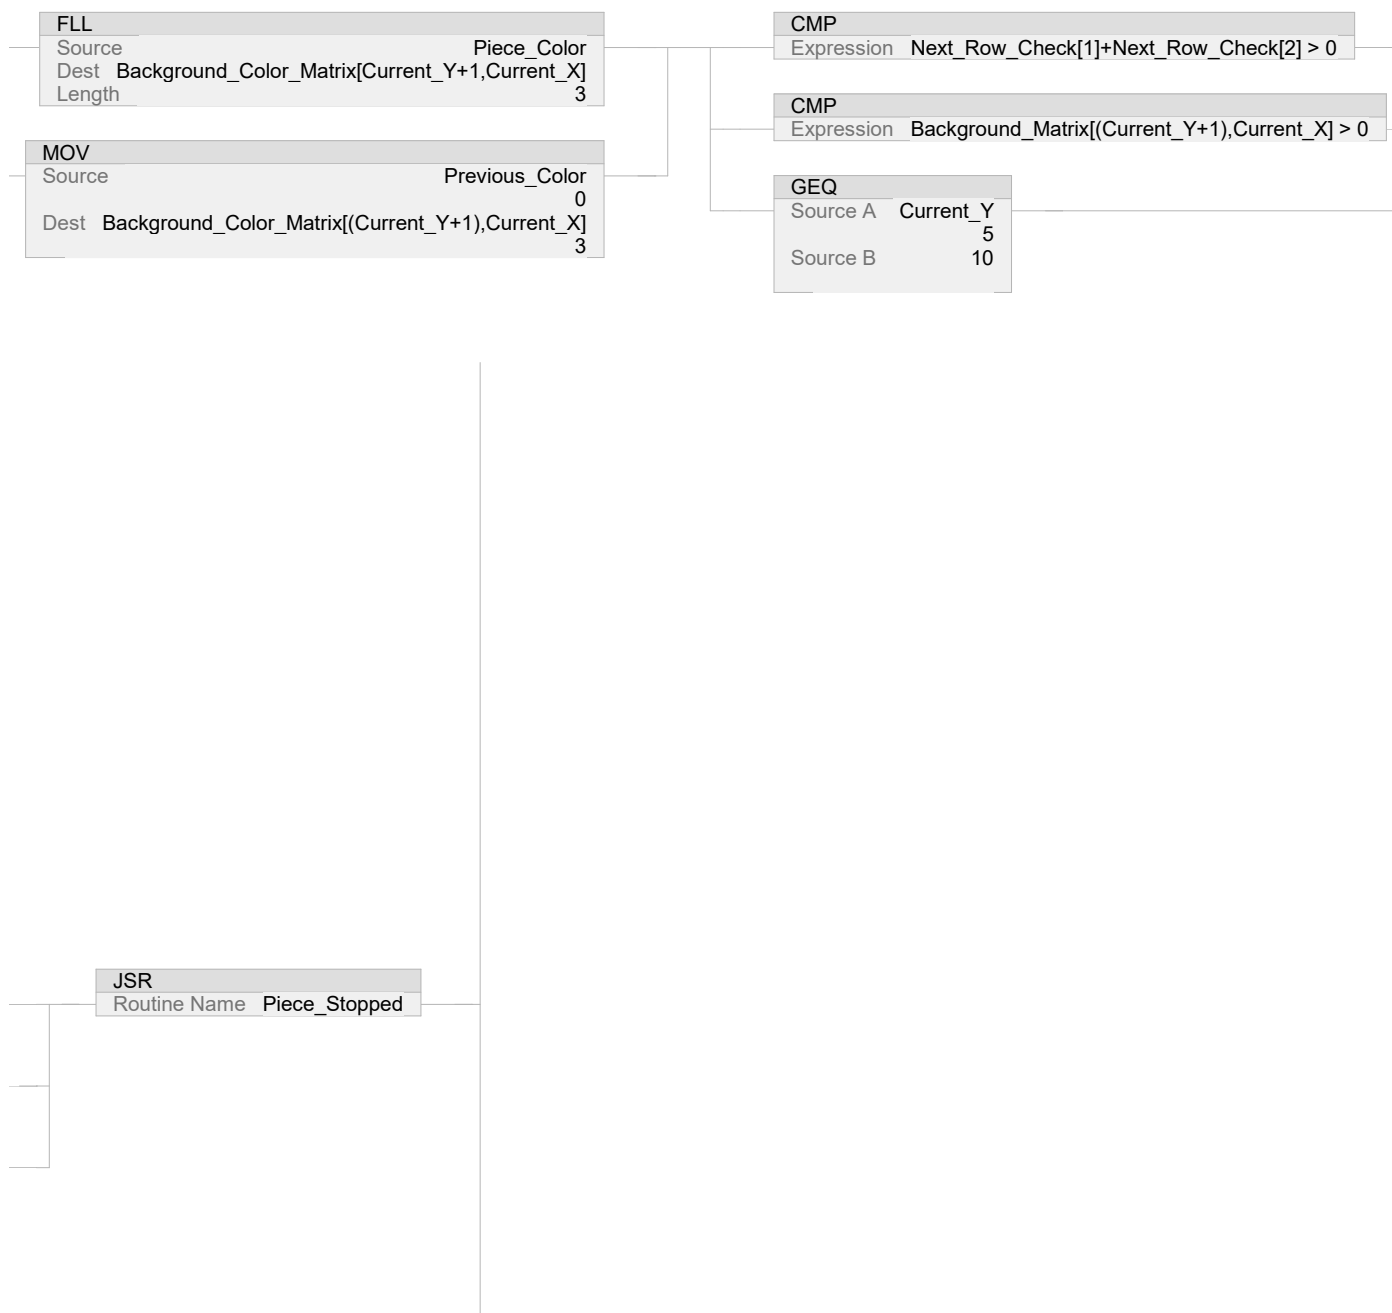 FLL
Source Piece_Color
Dest Background_Color_Matrix[Current_Y+1,Current_X]
Length 3
MOV
Source Previous_Color
0
Dest Background_Color_Matrix[(Current_Y+1),Current_X]
3
CMP
Expression Next_Row_Check[1]+Next_Row_Check[2] > 0
CMP
Expression Background_Matrix[(Current_Y+1),Current_X] > 0
GEQ
Source A Current_Y
5
Source B 10
JSR
Routine Name Piece_Stopped